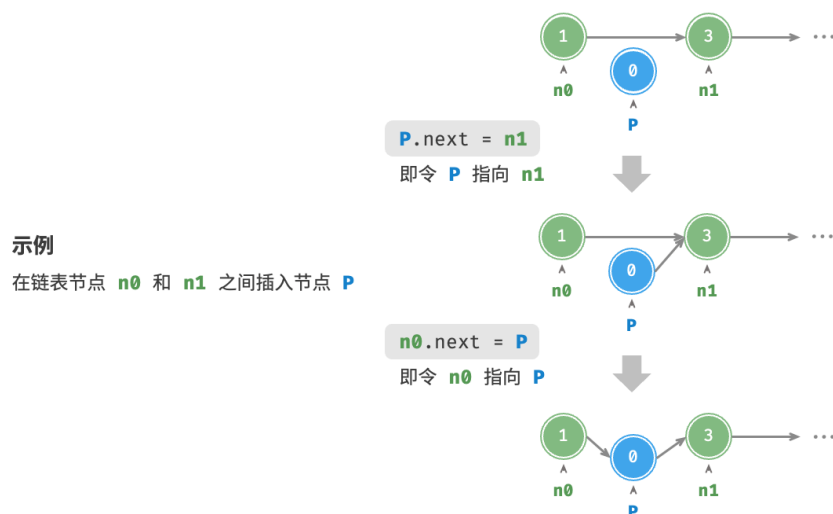 示例
在链表节点 n0 和 n1 之间插入节点 P
1 3 ...
0
n0 n1
P
P.next = n1
即令 P 指向 n1
1 3 ...
0
n0 n1
P
n0.next = P
即令 n0 指向 P
1 3 ...
0
n0 n1
P